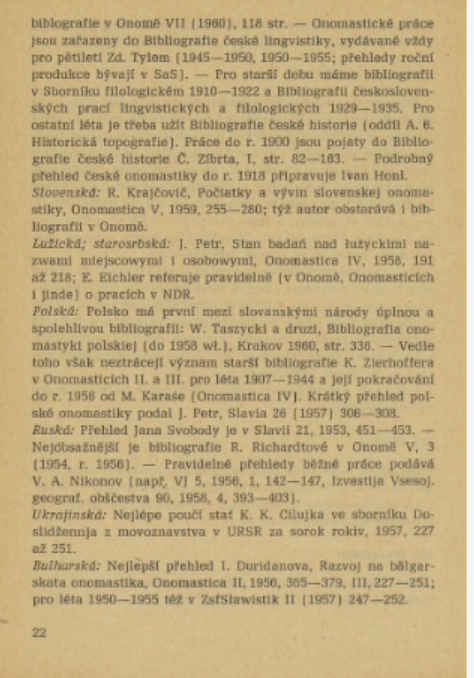 biblografie v Onomě VII (1960), 118 str. — Onomastické práce
jsou zařazeny do Bibliografie české lingvistiky, vydávané vždy
pro pětiletí Zd. Tylem (1945—1950, 1950—1955; přehledy roční
produkce bývají v SaS). — Pro starší dobu máme bibliografii
v Sborníku filologickém 1910—1922 a Bibliografii českosloven-
ských prací lingvistických a filologických 1929—1935. Pro
ostatní léta je třeba užít Bibliografie české historie (oddíl A. 6.
Historická topografie). Práce do r. 1900 jsou pojaty do Biblio-
grafie české historie Č. Zíbrta, I, str. 82—163. — Podrobný
přehled české onomastiky do r. 1918 připravuje Ivan Honl.
Slovenská: R. Krajčovič, Počiatky a vývin slovenskej onoma-
stiky, Onomastica V, 1959, 255—280; týž autor obstarává i bib-
liografii v Onomě.
Lužická; starosrbská: J. Petr, Stan badań nad łużyckimi na-
zwami miejscowymi i osobowymi, Onomastica IV, 1958, 191
až 218; E. Eichler referuje pravidelně (v Onomě, Onomasticích
i jinde) o pracích v NDR.
Polská: Polsko má první mezi slovanskými národy úplnou a
spolehlivou bibliografii: W. Taszycki a druzi, Bibliografia ono-
mastyki polskiej (do 1958 wł.), Krakov 1960, str. 336. — Vedle
toho však neztrácejí význam starší bibliografie K. Zierhoffera
v Onomasticích II. a III. pro léta 1907—1944 a její pokračování
do r. 1956 od M. Karaše (Onomastica IV). Krátký přehled pol-
ské onomastiky podal J. Petr, Slavia 26 (1957) 306—308.
Ruská: Přehled Jana Svobody je v Slavii 21, 1953, 451—453. —
Nejobsažnější je bibliografie R. Richardtové v Onomě V, 3
(1954, r. 1956). — Pravidelné přehledy běžné práce podává
V. A. Nikonov (např. VJ 5, 1956, 1, 142—147, Izvestija Vsesoj.
geograf. obščestva 90, 1958, 4, 393—403).
Ukrajinská: Nejlépe poučí stať K. K. Cilujka ve sborníku Do-
slidžennja z movoznavstva v URSR za sorok rokiv, 1957, 227
až 251.
Bulharská: Nejlepší přehled I. Duridanova, Razvoj na bălgar-
skata onomastika, Onomastica II, 1956, 365—379, III, 227—251;
pro léta 1950—1955 též v ZsfSlawistik II (1957) 247—252.
22